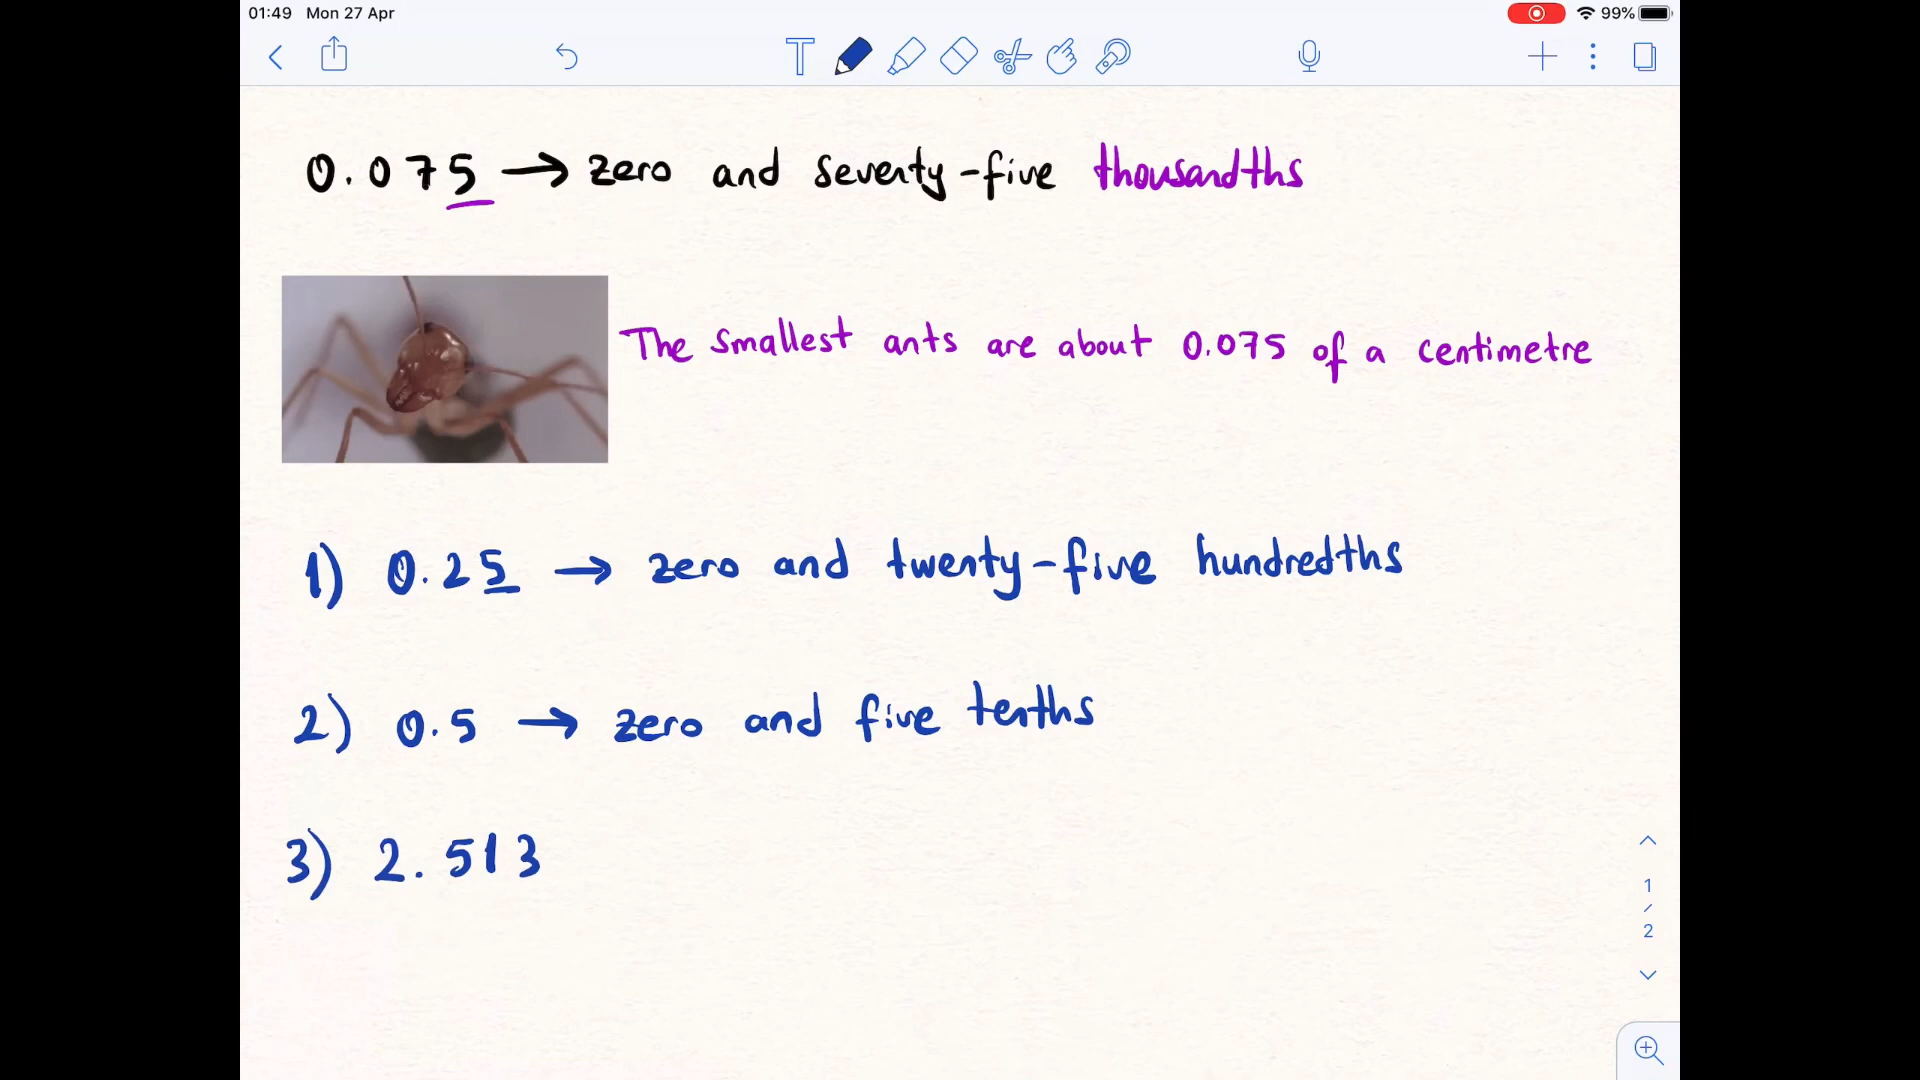 01:49 Mon 27 Apr 99%
T
0.075 → zero and seventy-five thousandths
The smallest ants are about 0.075 of a centimetre
1) 0.25 → zero and twenty-five hundredths
2) 0.5 → zero and five tenths
3) 2.513
1
/
2